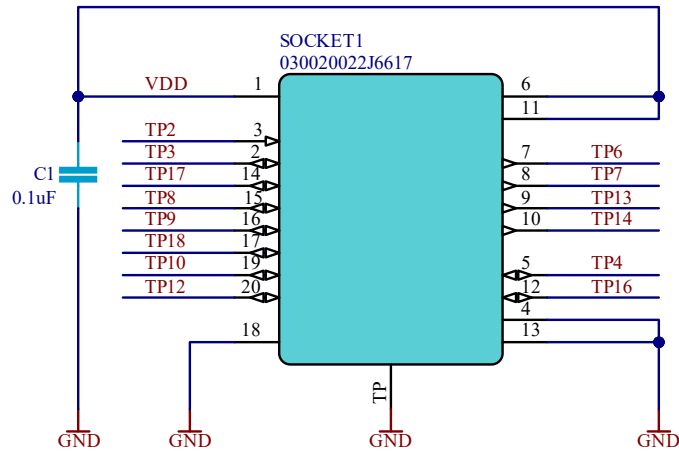 SOCKET1
030020022J6617
VDD 1 6
11
TP2 3
TP3 2 7 TP6
TP17 14 8 TP7
TP8 15 9 TP13
TP9 16 10 TP14
TP18 17
TP10 19 5 TP4
TP12 20 12 TP16
4
18 13
C1
0.1uF
TP
GND GND GND GND